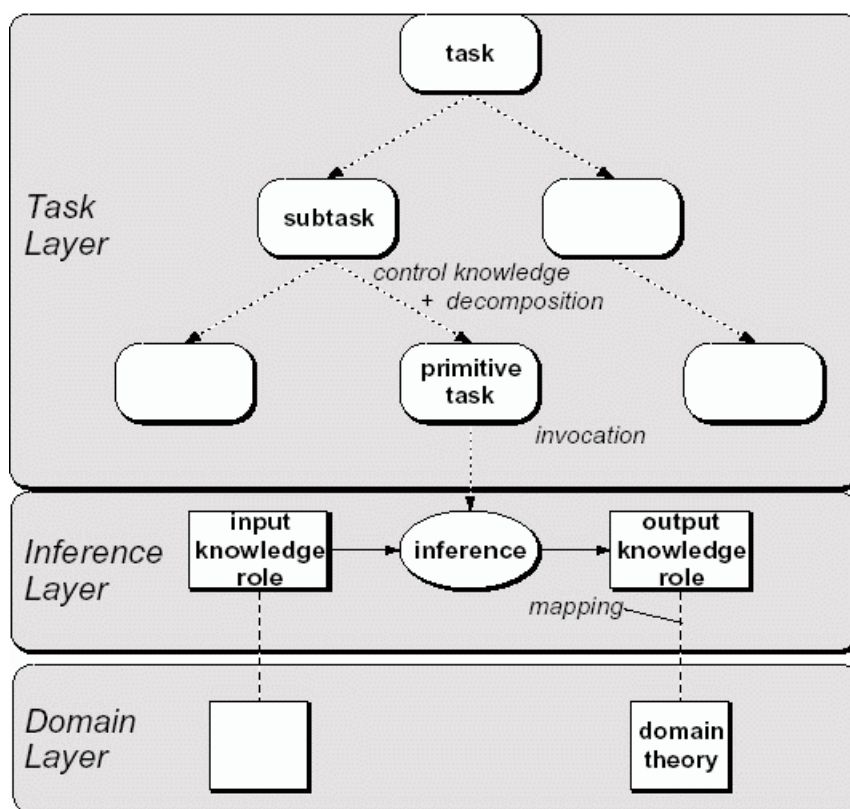 task
Task
Layer
subtask
control knowledge
+ decomposition
primitive
task
invocation
Inference
Layer
input
knowledge
role
inference
output
knowledge
role
mapping
Domain
Layer
domain
theory